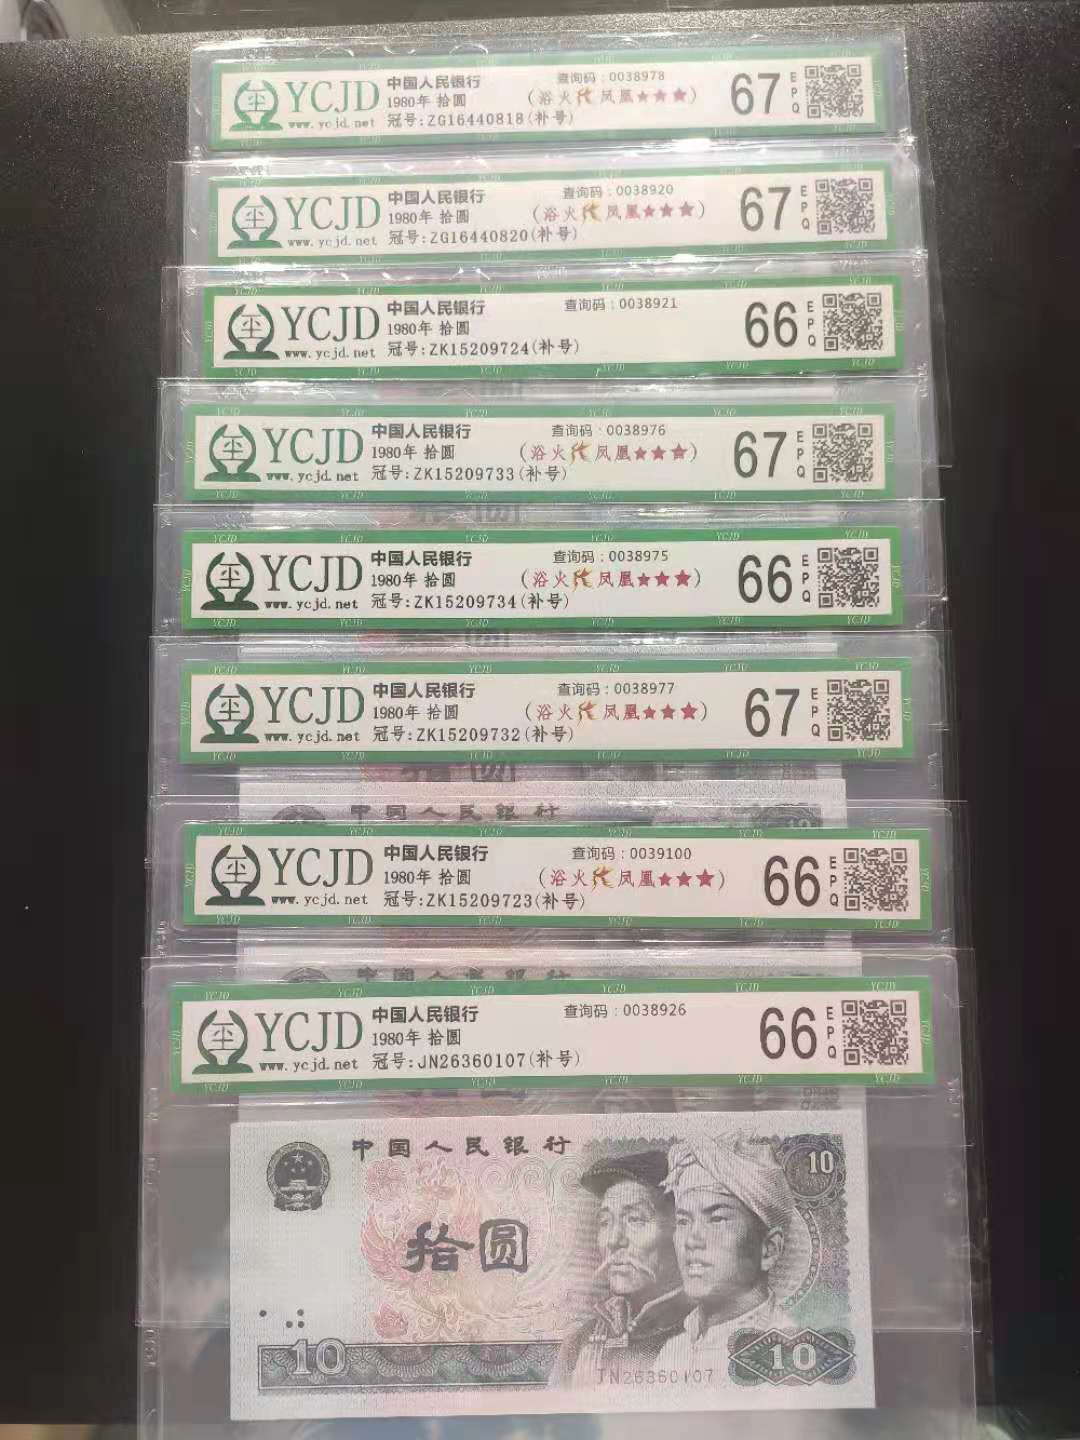 YCJD
www.ycjd.net
中国人民银行
1980年 拾圆
冠号:ZG16440818(补号)
查询码:0038978
(浴火 凤凰★★★)
67
EPQ
YCJD
www.ycjd.net
中国人民银行
1980年 拾圆
冠号:ZG16440820(补号)
查询码:0038920
(浴火 凤凰★★★)
67
EPQ
YCJD
www.ycjd.net
中国人民银行
1980年 拾圆
冠号:ZK15209724(补号)
查询码:0038921
66
EPQ
YCJD
www.ycjd.net
中国人民银行
1980年 拾圆
冠号:ZK15209733(补号)
查询码:0038976
(浴火 凤凰★★★)
67
EPQ
YCJD
www.ycjd.net
中国人民银行
1980年 拾圆
冠号:ZK15209734(补号)
查询码:0038975
(浴火 凤凰★★★)
66
EPQ
YCJD
www.ycjd.net
中国人民银行
1980年 拾圆
冠号:ZK15209732(补号)
查询码:0038977
(浴火 凤凰★★★)
67
EPQ
中国人民银行
YCJD
www.ycjd.net
中国人民银行
1980年 拾圆
冠号:ZK15209723(补号)
查询码:0039100
(浴火 凤凰★★★)
66
EPQ
中国人民银行
YCJD
www.ycjd.net
中国人民银行
1980年 拾圆
冠号:JN26360107(补号)
查询码:0038926
66
EPQ
中国人民银行
10
拾圆
10
JN26360107
10